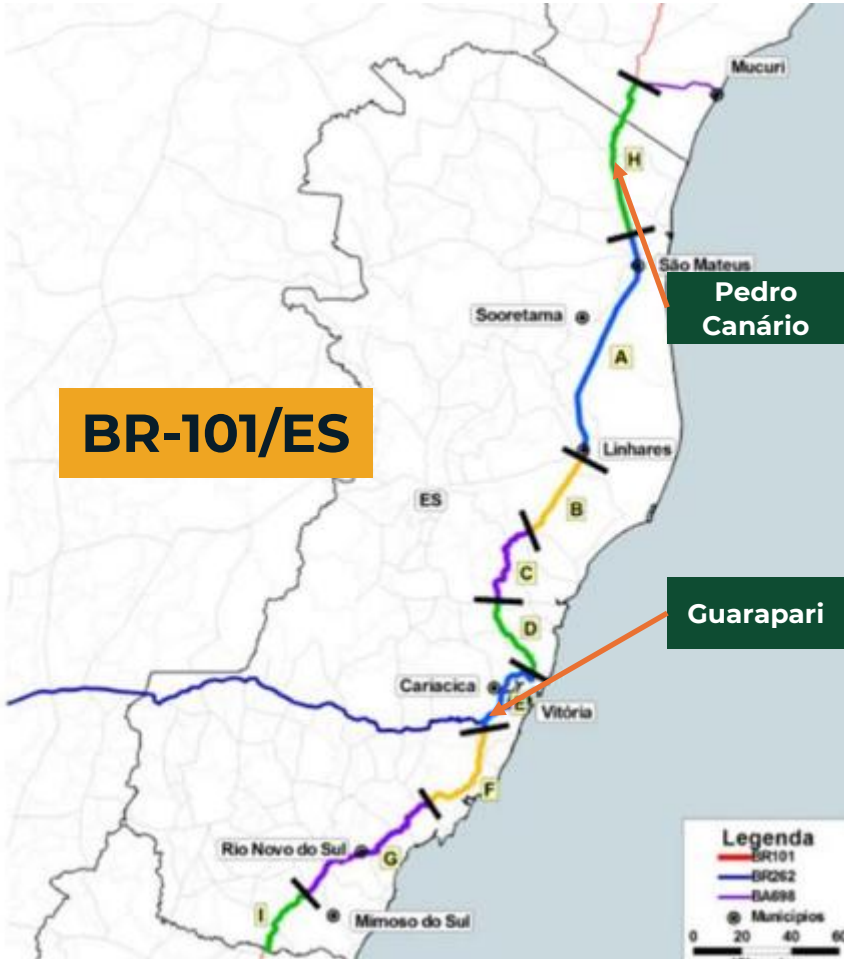 Mucuri
H
São Mateus
Pedro
Canário
Sooretama
A
BR-101/ES
Linhares
ES
B
C
Guarapari
D
Cariacica
E
Vitória
F
Rio Novo do Sul
G
I
Mimoso do Sul
Legenda
BR101
BR262
BA698
Municípios
0 20 40 60